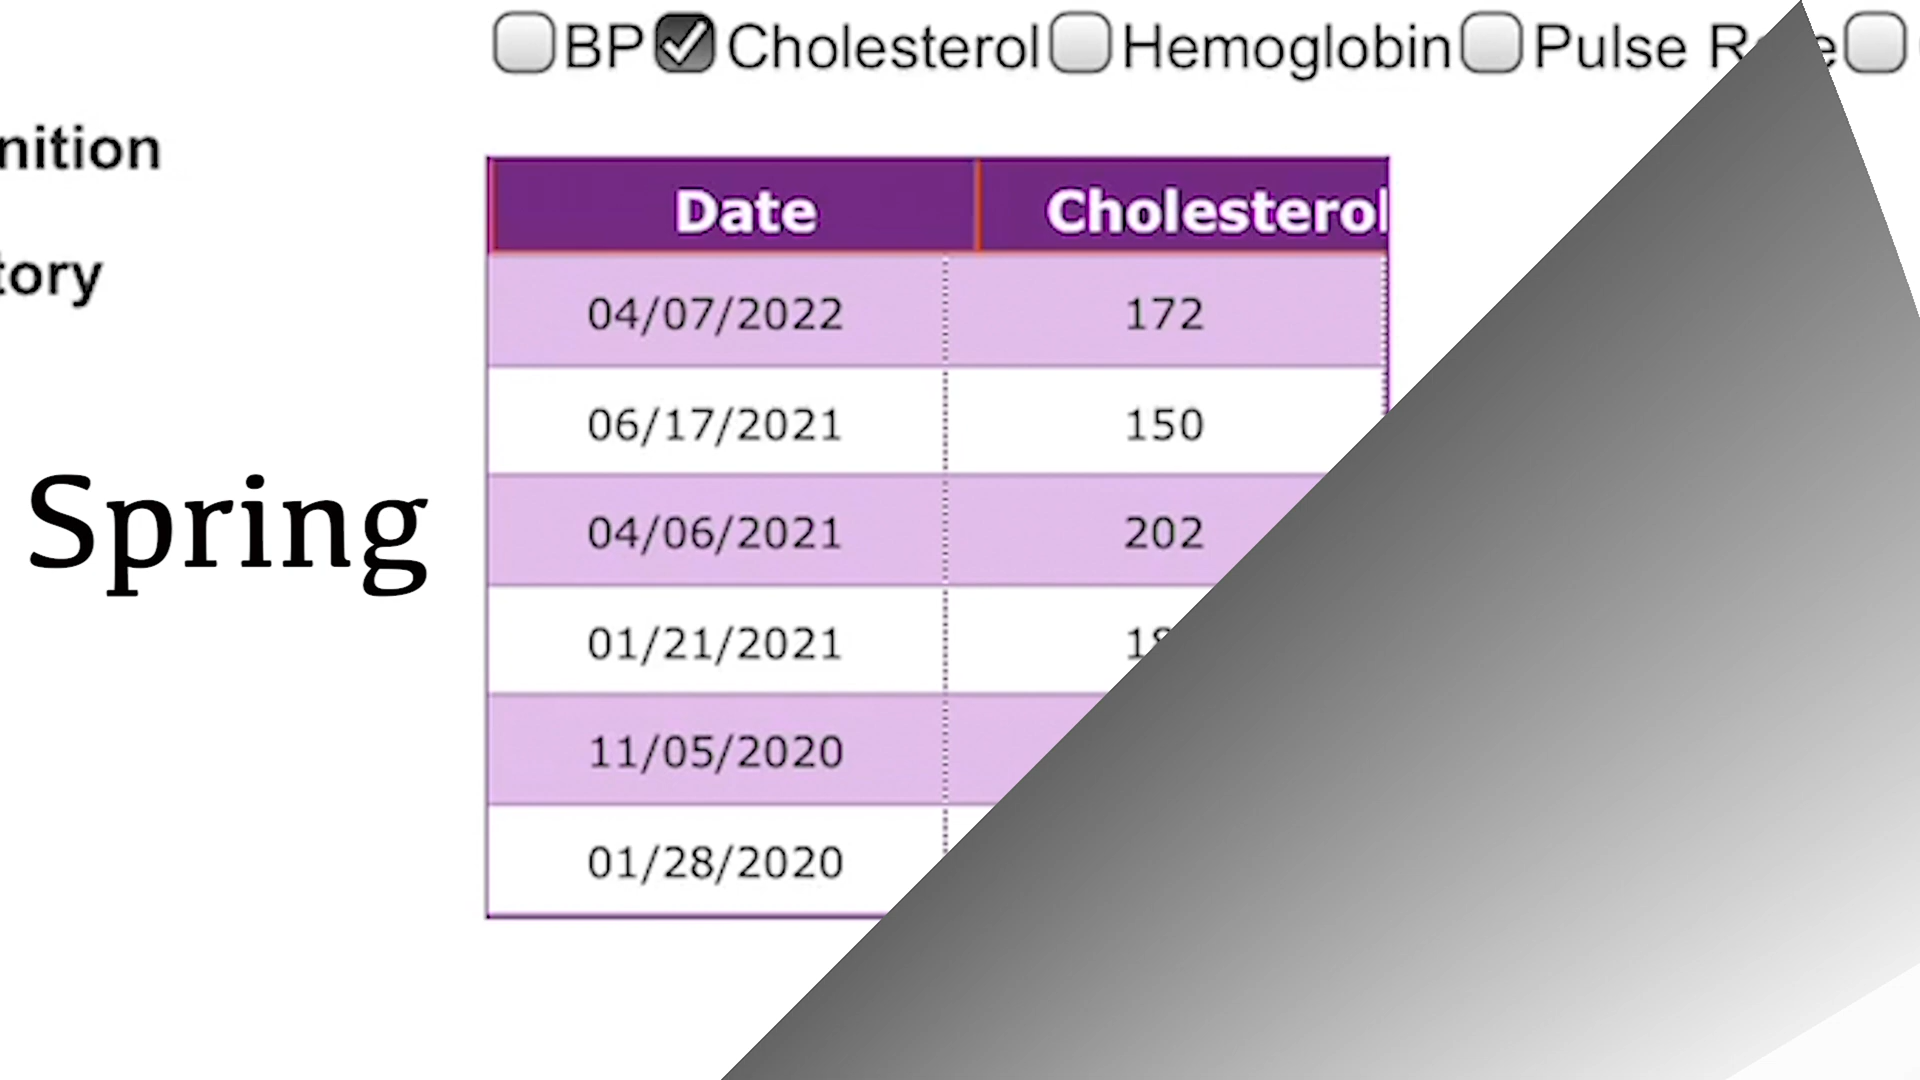 BP Cholesterol Hemoglobin Pulse
nition
tory
Date Cholesterol
04/07/2022 172
06/17/2021 150
04/06/2021 202
Spring
01/21/2021
11/05/2020
01/28/2020